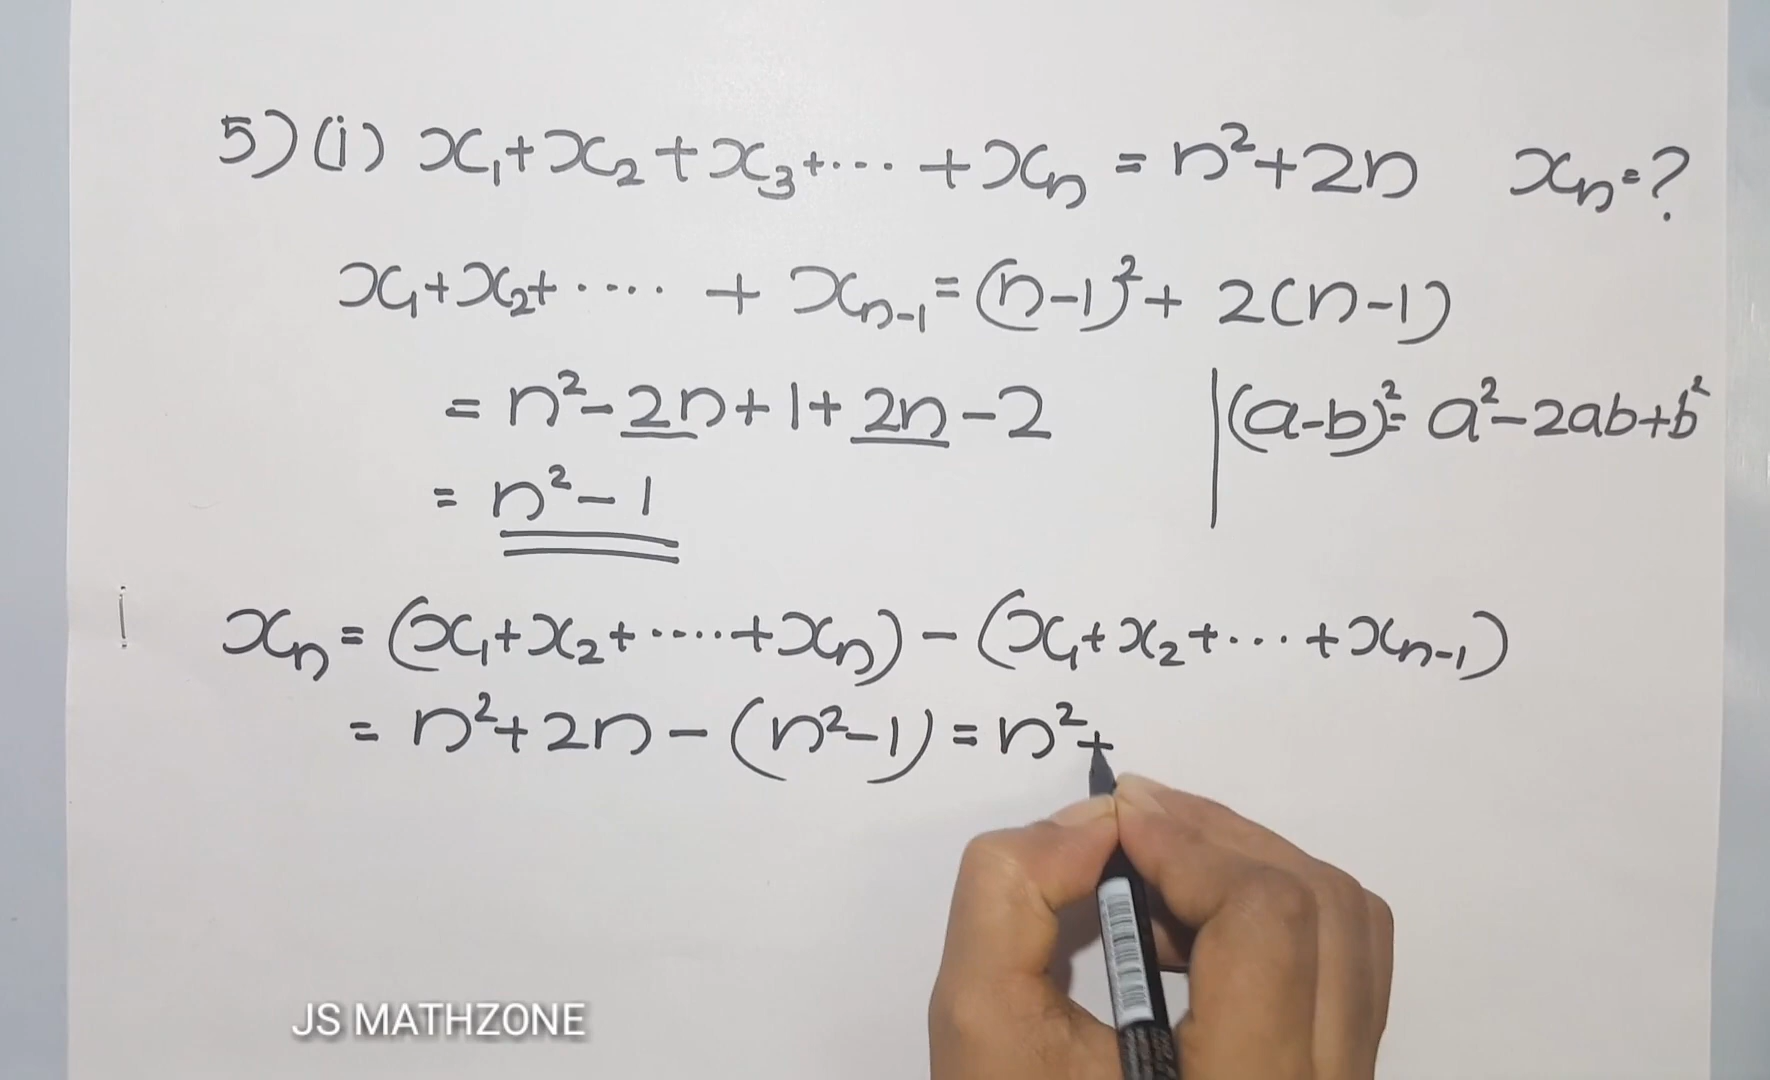 5) (i) x₁+x₂+x₃+··· +xₙ = n²+2n   xₙ=?
x₁+x₂+ ····· + xₙ₋₁ = (n-1)² + 2(n-1)
= n²-2n+1+2n-2   |(a-b)² = a²-2ab+b²
= n²-1
xₙ = (x₁+x₂+·····+xₙ) - (x₁+x₂+··· +xₙ₋₁)
= n²+2n-(n²-1) = n²+
JS MATHZONE